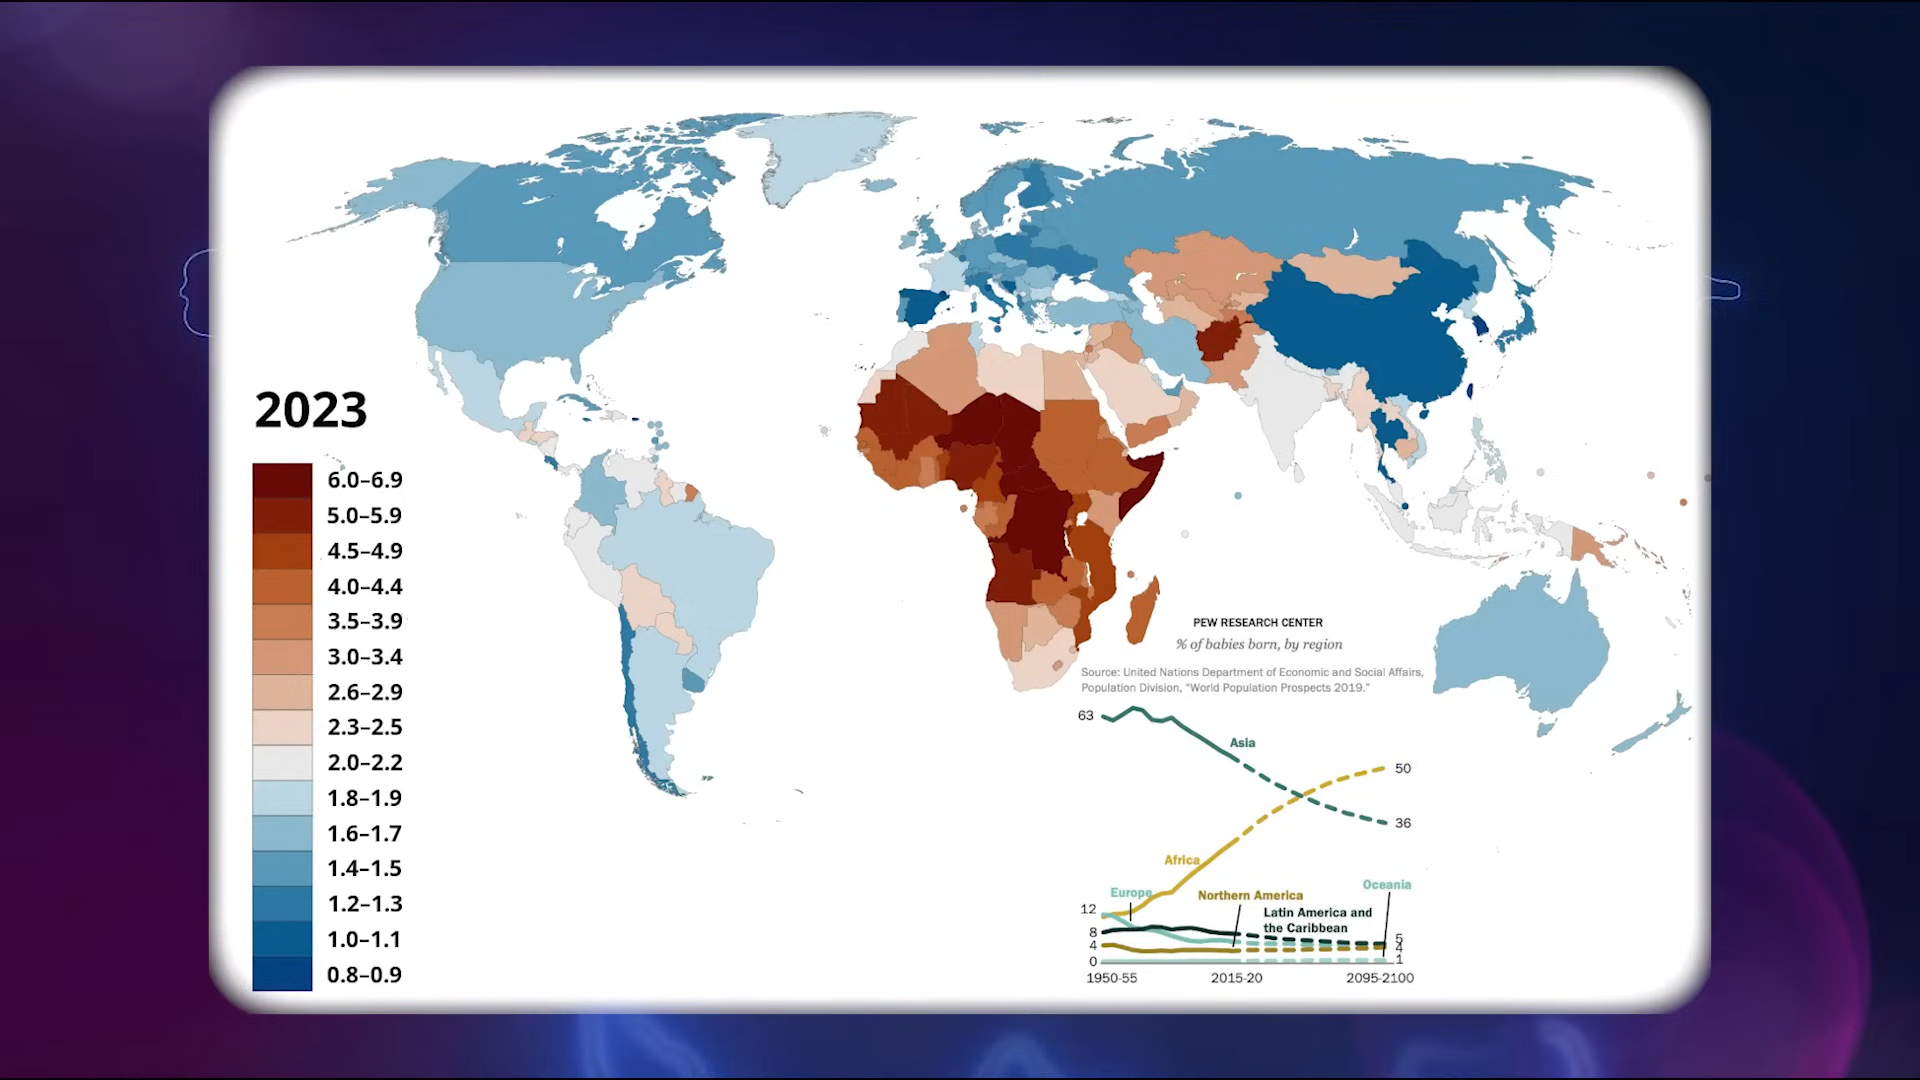 2023
6.0–6.9
5.0–5.9
4.5–4.9
4.0–4.4
3.5–3.9
3.0–3.4
2.6–2.9
2.3–2.5
2.0–2.2
1.8–1.9
1.6–1.7
1.4–1.5
1.2–1.3
1.0–1.1
0.8–0.9
PEW RESEARCH CENTER
% of babies born, by region
Source: United Nations Department of Economic and Social Affairs,
Population Division, "World Population Prospects 2019."
63
Asia
50
36
Africa
Europe
Northern America
Oceania
Latin America and
the Caribbean
12
8
4
0
5
4
1
1950-55
2015-20
2095-2100